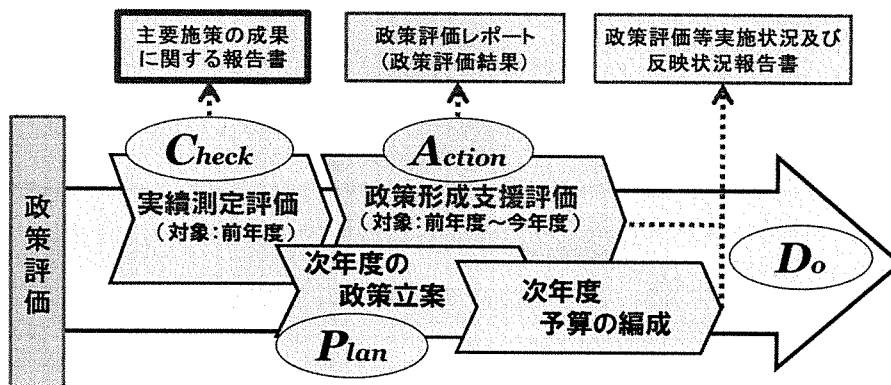 主要施策の成果
に関する報告書
政策評価レポート
(政策評価結果)
政策評価等実施状況及び
反映状況報告書
政策評価
Check
実績測定評価
(対象:前年度)
Action
政策形成支援評価
(対象:前年度~今年度)
次年度の
政策立案
Plan
次年度
予算の編成
Do